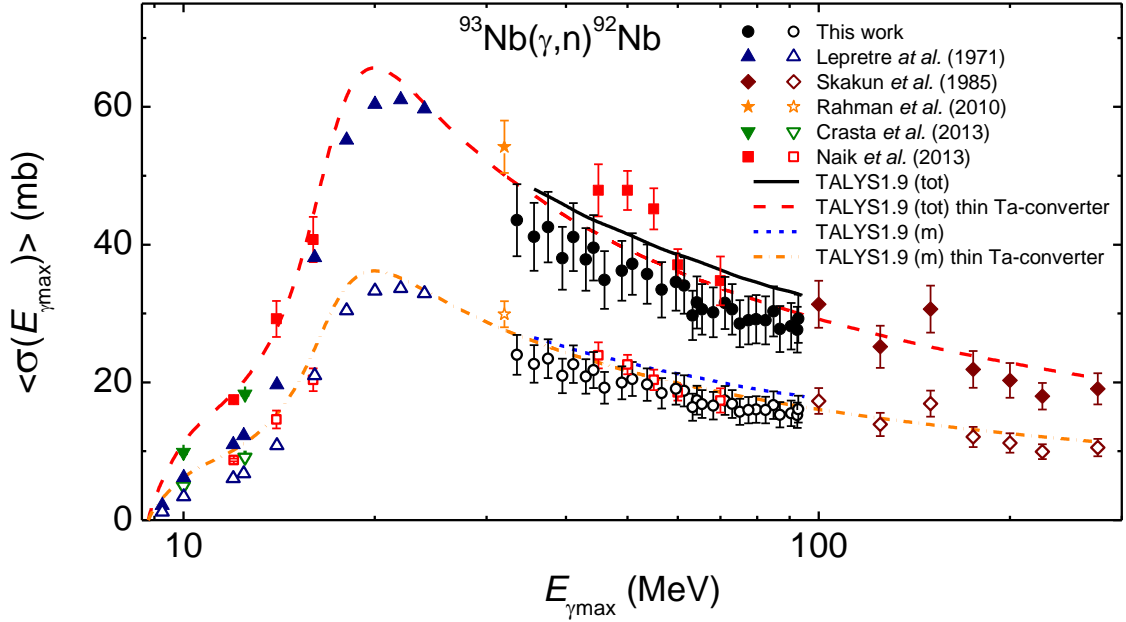 ⁹³Nb(γ,n)⁹²Nb
This work
Lepretre at al. (1971)
Skakun et al. (1985)
Rahman et al. (2010)
Crasta et al. (2013)
Naik et al. (2013)
TALYS1.9 (tot)
TALYS1.9 (tot) thin Ta-converter
TALYS1.9 (m)
TALYS1.9 (m) thin Ta-converter
<σ(Eγmax)> (mb)
60
40
20
0
10
100
Eγmax (MeV)